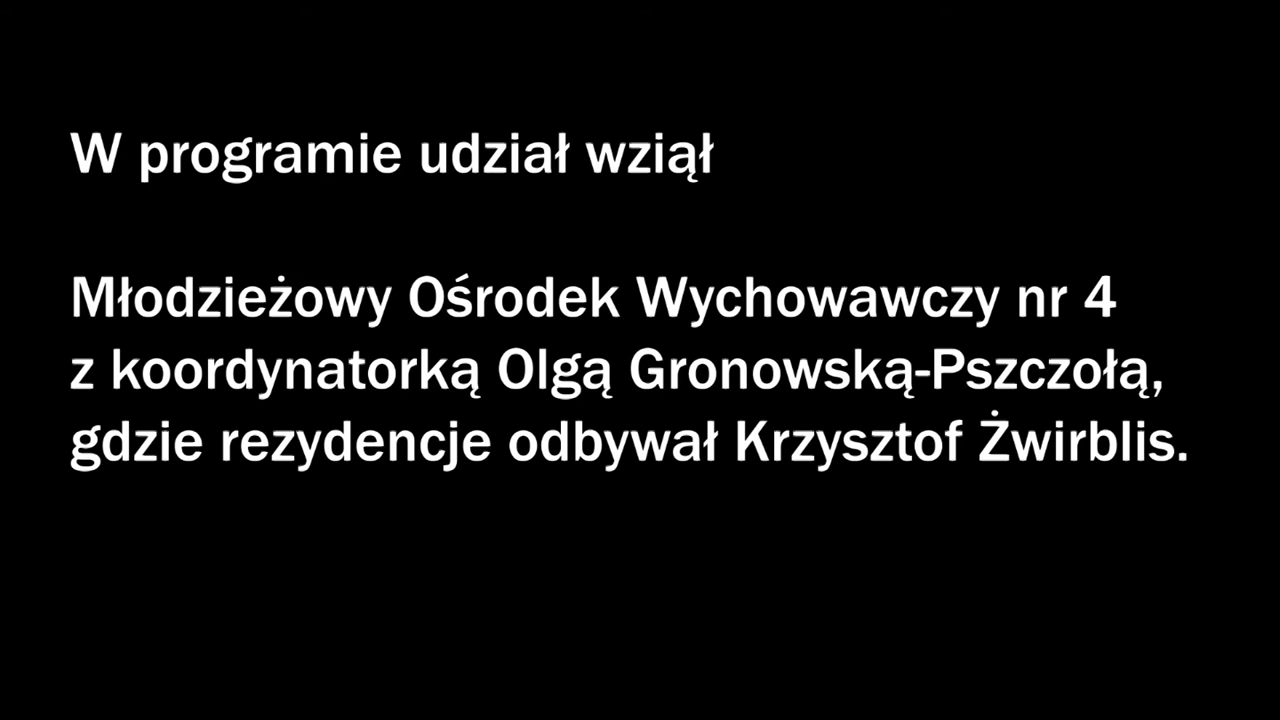 W programie udział wziął
Młodzieżowy Ośrodek Wychowawczy nr 4
z koordynatorką Olgą Gronowską-Pszczołą,
gdzie rezydencje odbywał Krzysztof Żwirblis.